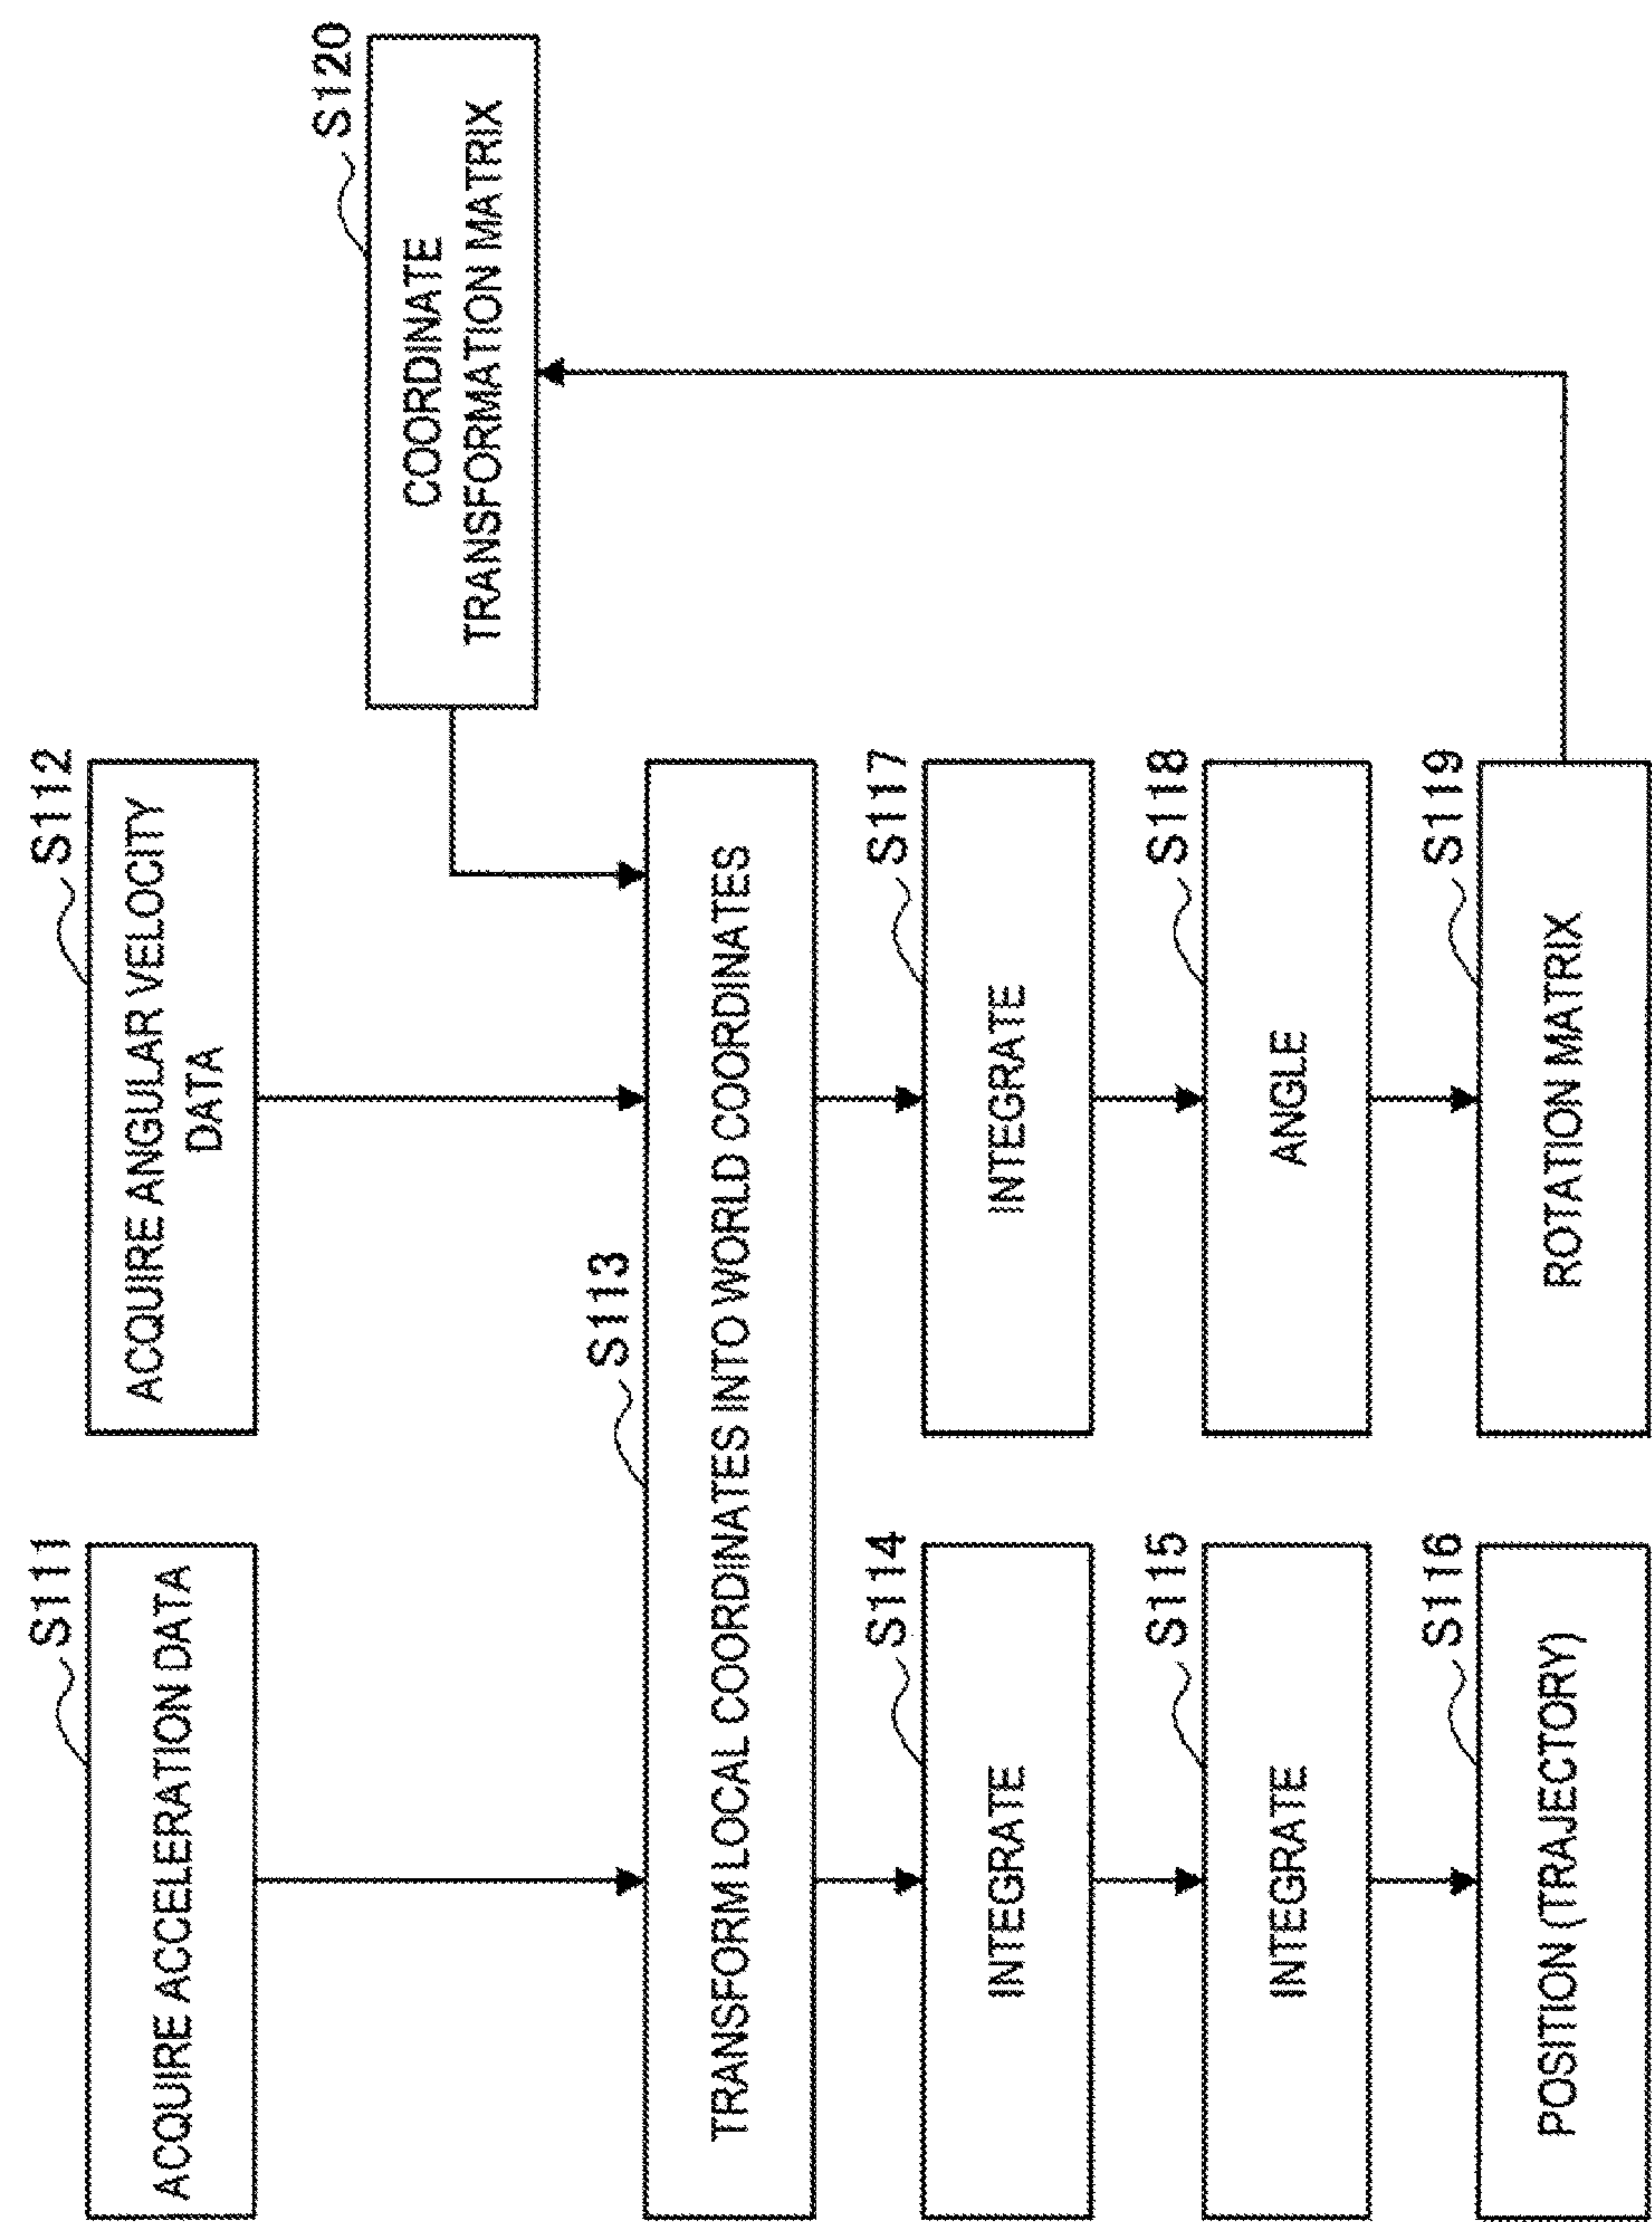 S111
ACQUIRE ACCELERATION DATA
S112
ACQUIRE ANGULAR VELOCITY
DATA
S120
COORDINATE
TRANSFORMATION MATRIX
S113
TRANSFORM LOCAL COORDINATES INTO WORLD COORDINATES
S114
INTEGRATE
S117
INTEGRATE
S115
INTEGRATE
S118
ANGLE
S116
POSITION (TRAJECTORY)
S119
ROTATION MATRIX